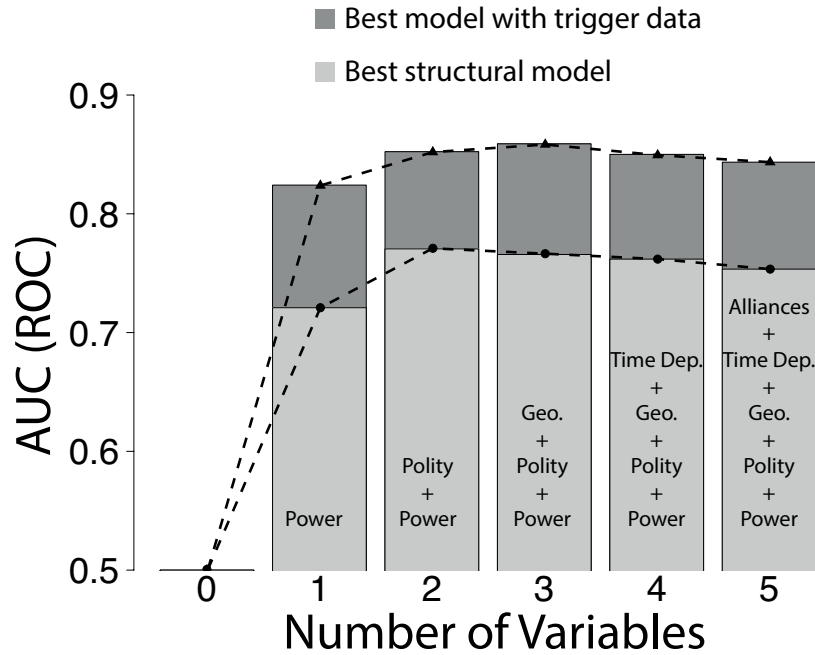 Best model with trigger data
Best structural model
AUC (ROC)
0.9
0.8
0.7
0.6
0.5
Power
Polity
+
Power
Geo.
+
Polity
+
Power
Time Dep.
+
Geo.
+
Polity
+
Power
Alliances
+
Time Dep.
+
Geo.
+
Polity
+
Power
0 1 2 3 4 5
Number of Variables